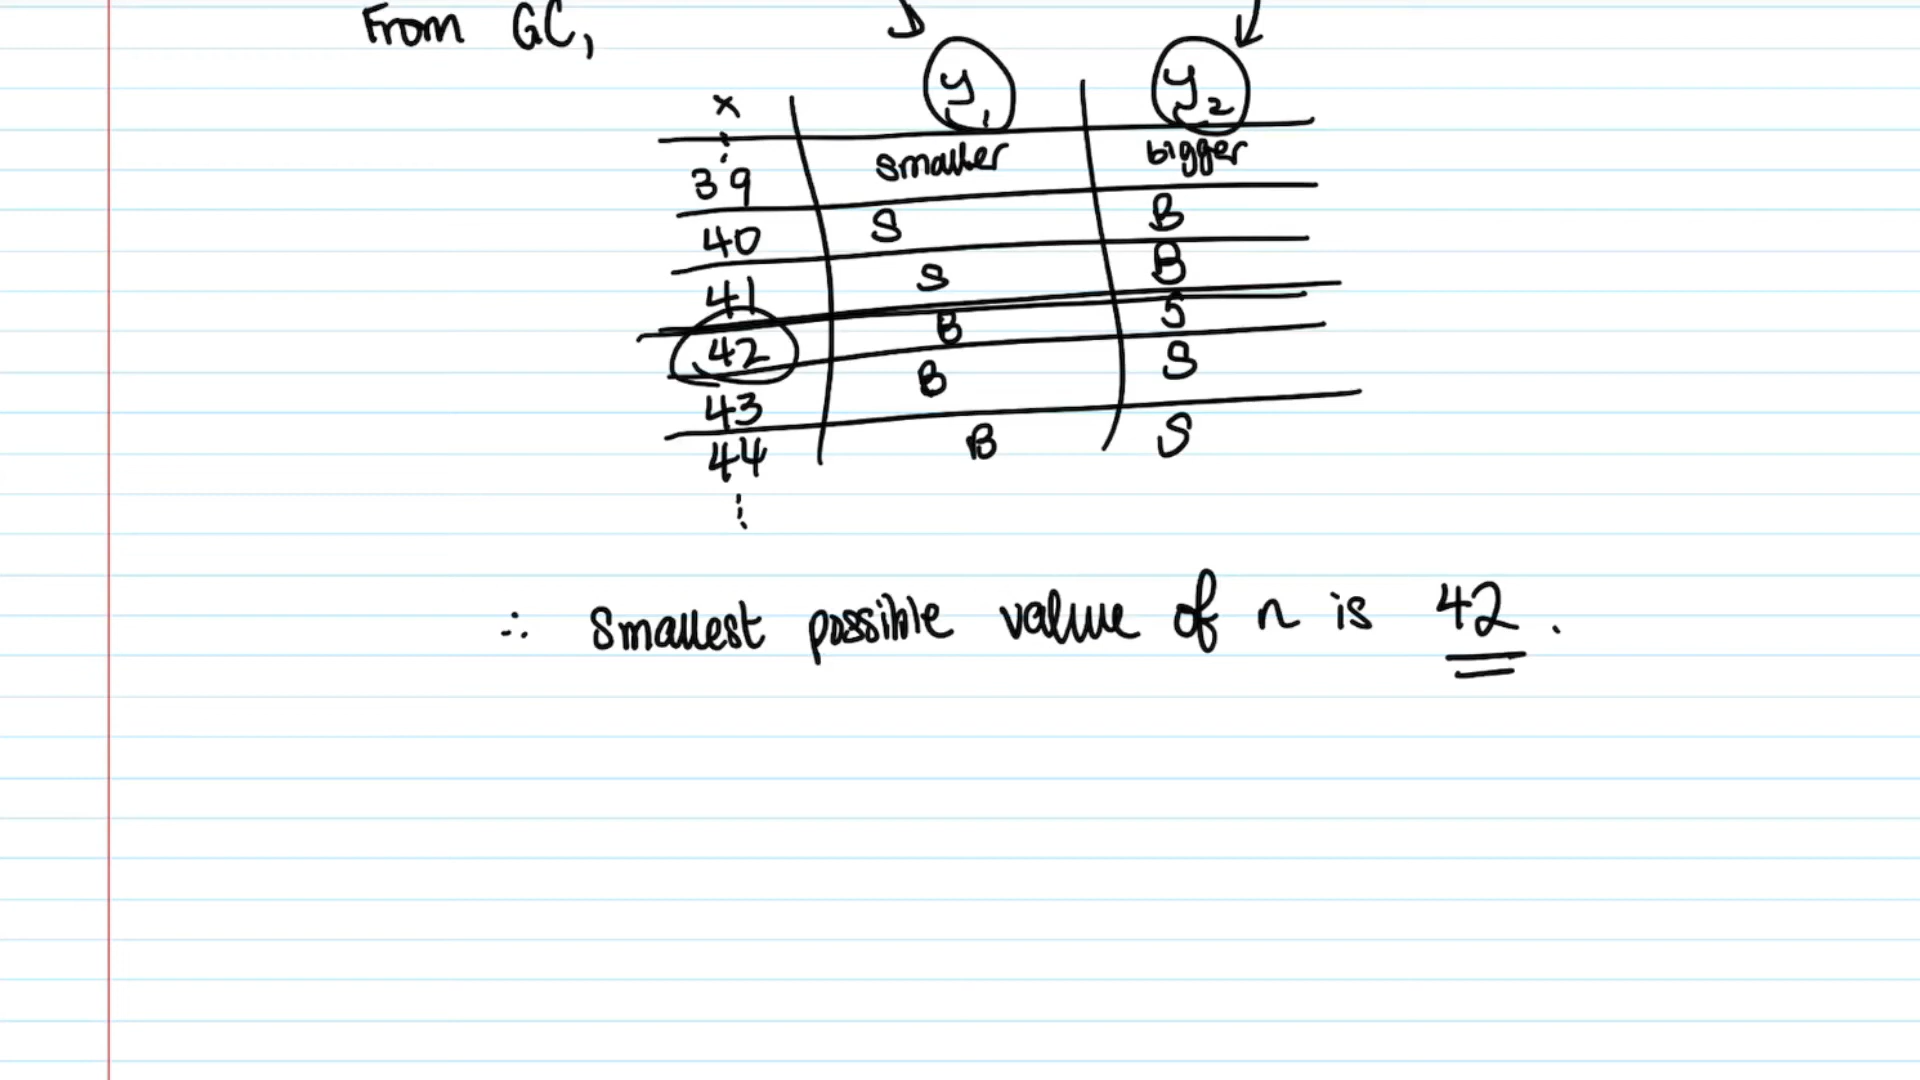 From GC,
x y₁ y₂
⋮
39 smaller bigger
40 S B
41 S B
42 B S
43 B S
44 B S
⋮
∴ smallest possible value of n is 42.